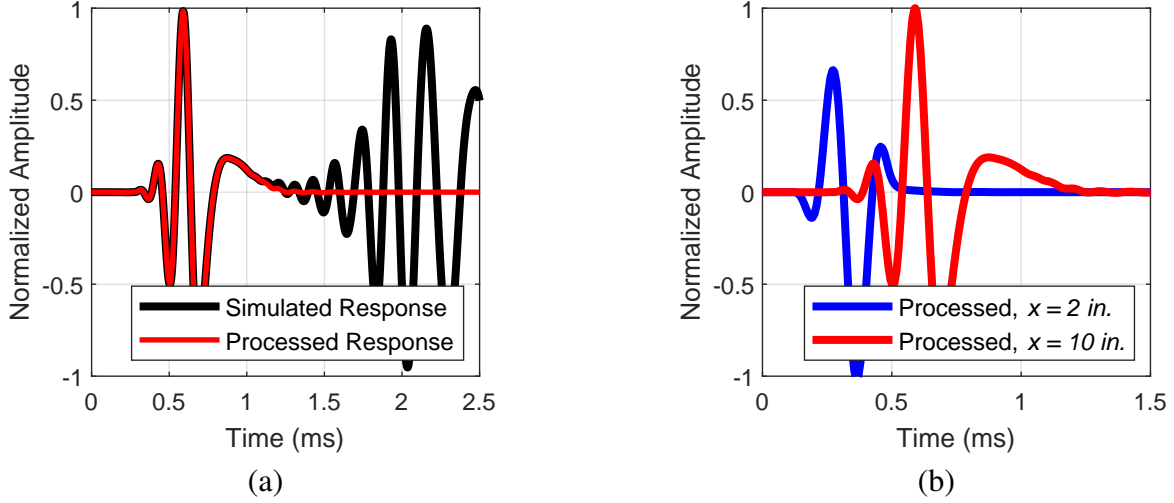 1
0.5
0
-0.5
-1
Normalized Amplitude
Simulated Response
Processed Response
0 0.5 1 1.5 2 2.5
Time (ms)
(a)
1
0.5
0
-0.5
-1
Normalized Amplitude
Processed, x = 2 in.
Processed, x = 10 in.
0 0.5 1 1.5
Time (ms)
(b)